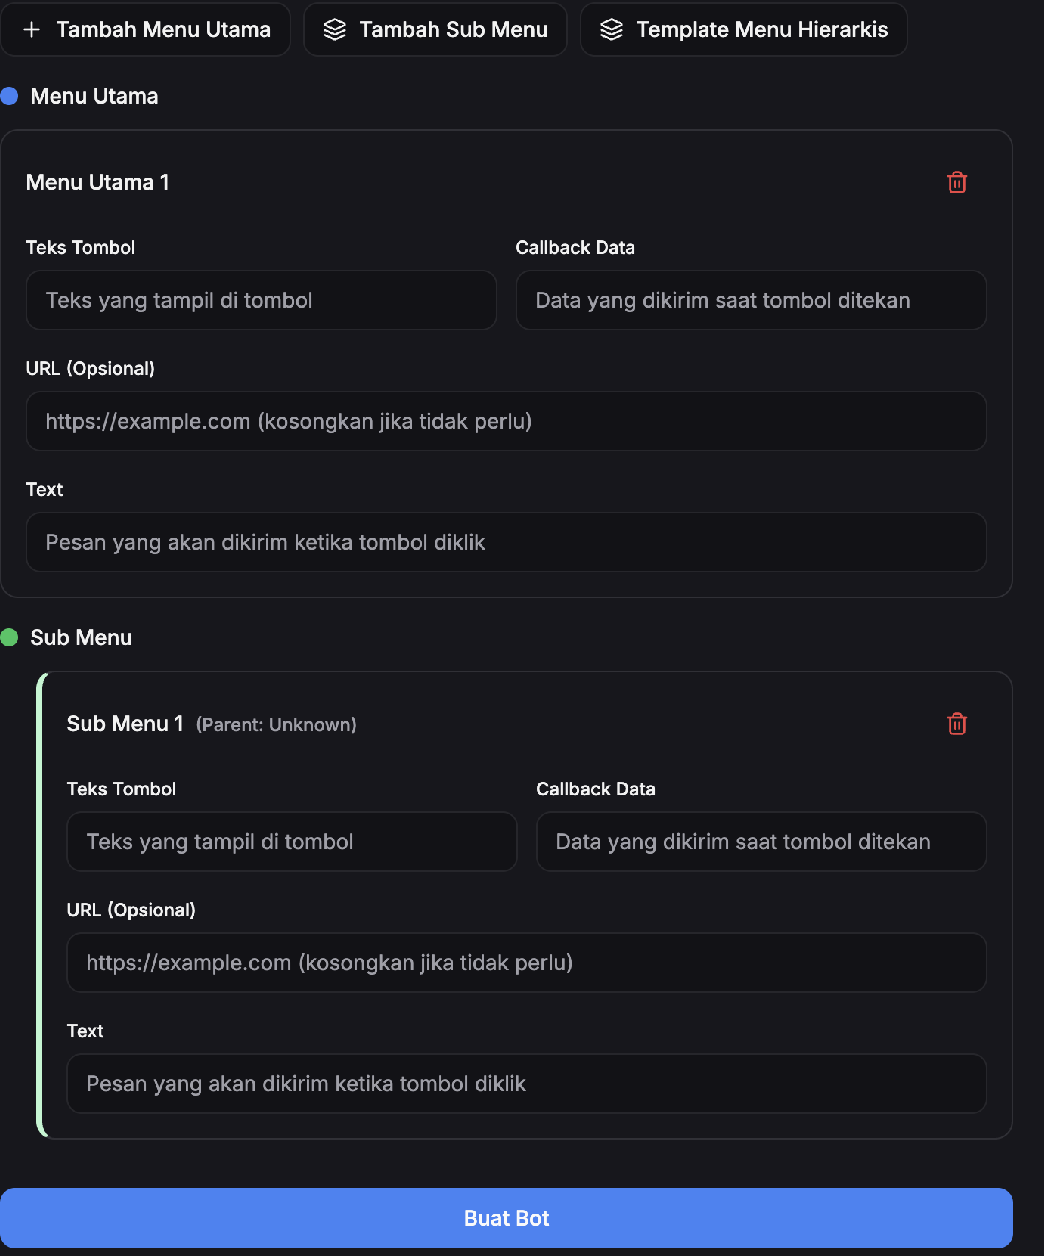 Tambah Menu Utama
Tambah Sub Menu
Template Menu Hierarkis
Menu Utama
Menu Utama 1
Teks Tombol
Callback Data
Teks yang tampil di tombol
Data yang dikirim saat tombol ditekan
URL (Opsional)
https://example.com (kosongkan jika tidak perlu)
Text
Pesan yang akan dikirim ketika tombol diklik
Sub Menu
Sub Menu 1 (Parent: Unknown)
Teks Tombol
Callback Data
Teks yang tampil di tombol
Data yang dikirim saat tombol ditekan
URL (Opsional)
https://example.com (kosongkan jika tidak perlu)
Text
Pesan yang akan dikirim ketika tombol diklik
Buat Bot